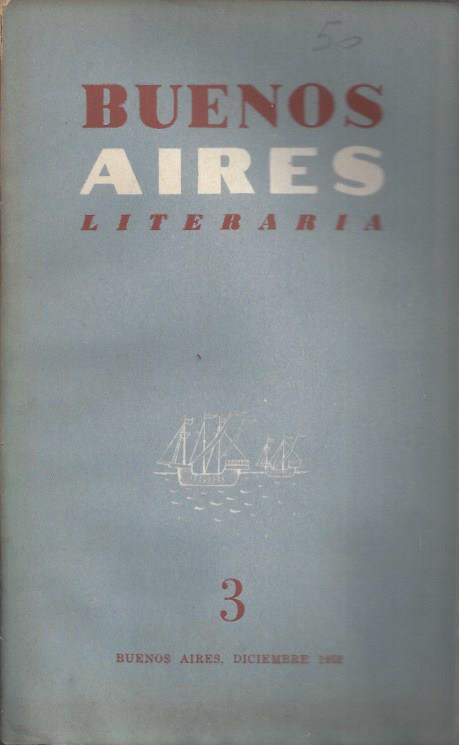 50
BUENOS
AIRES
LITERARIA
3
BUENOS AIRES, DICIEMBRE 1952